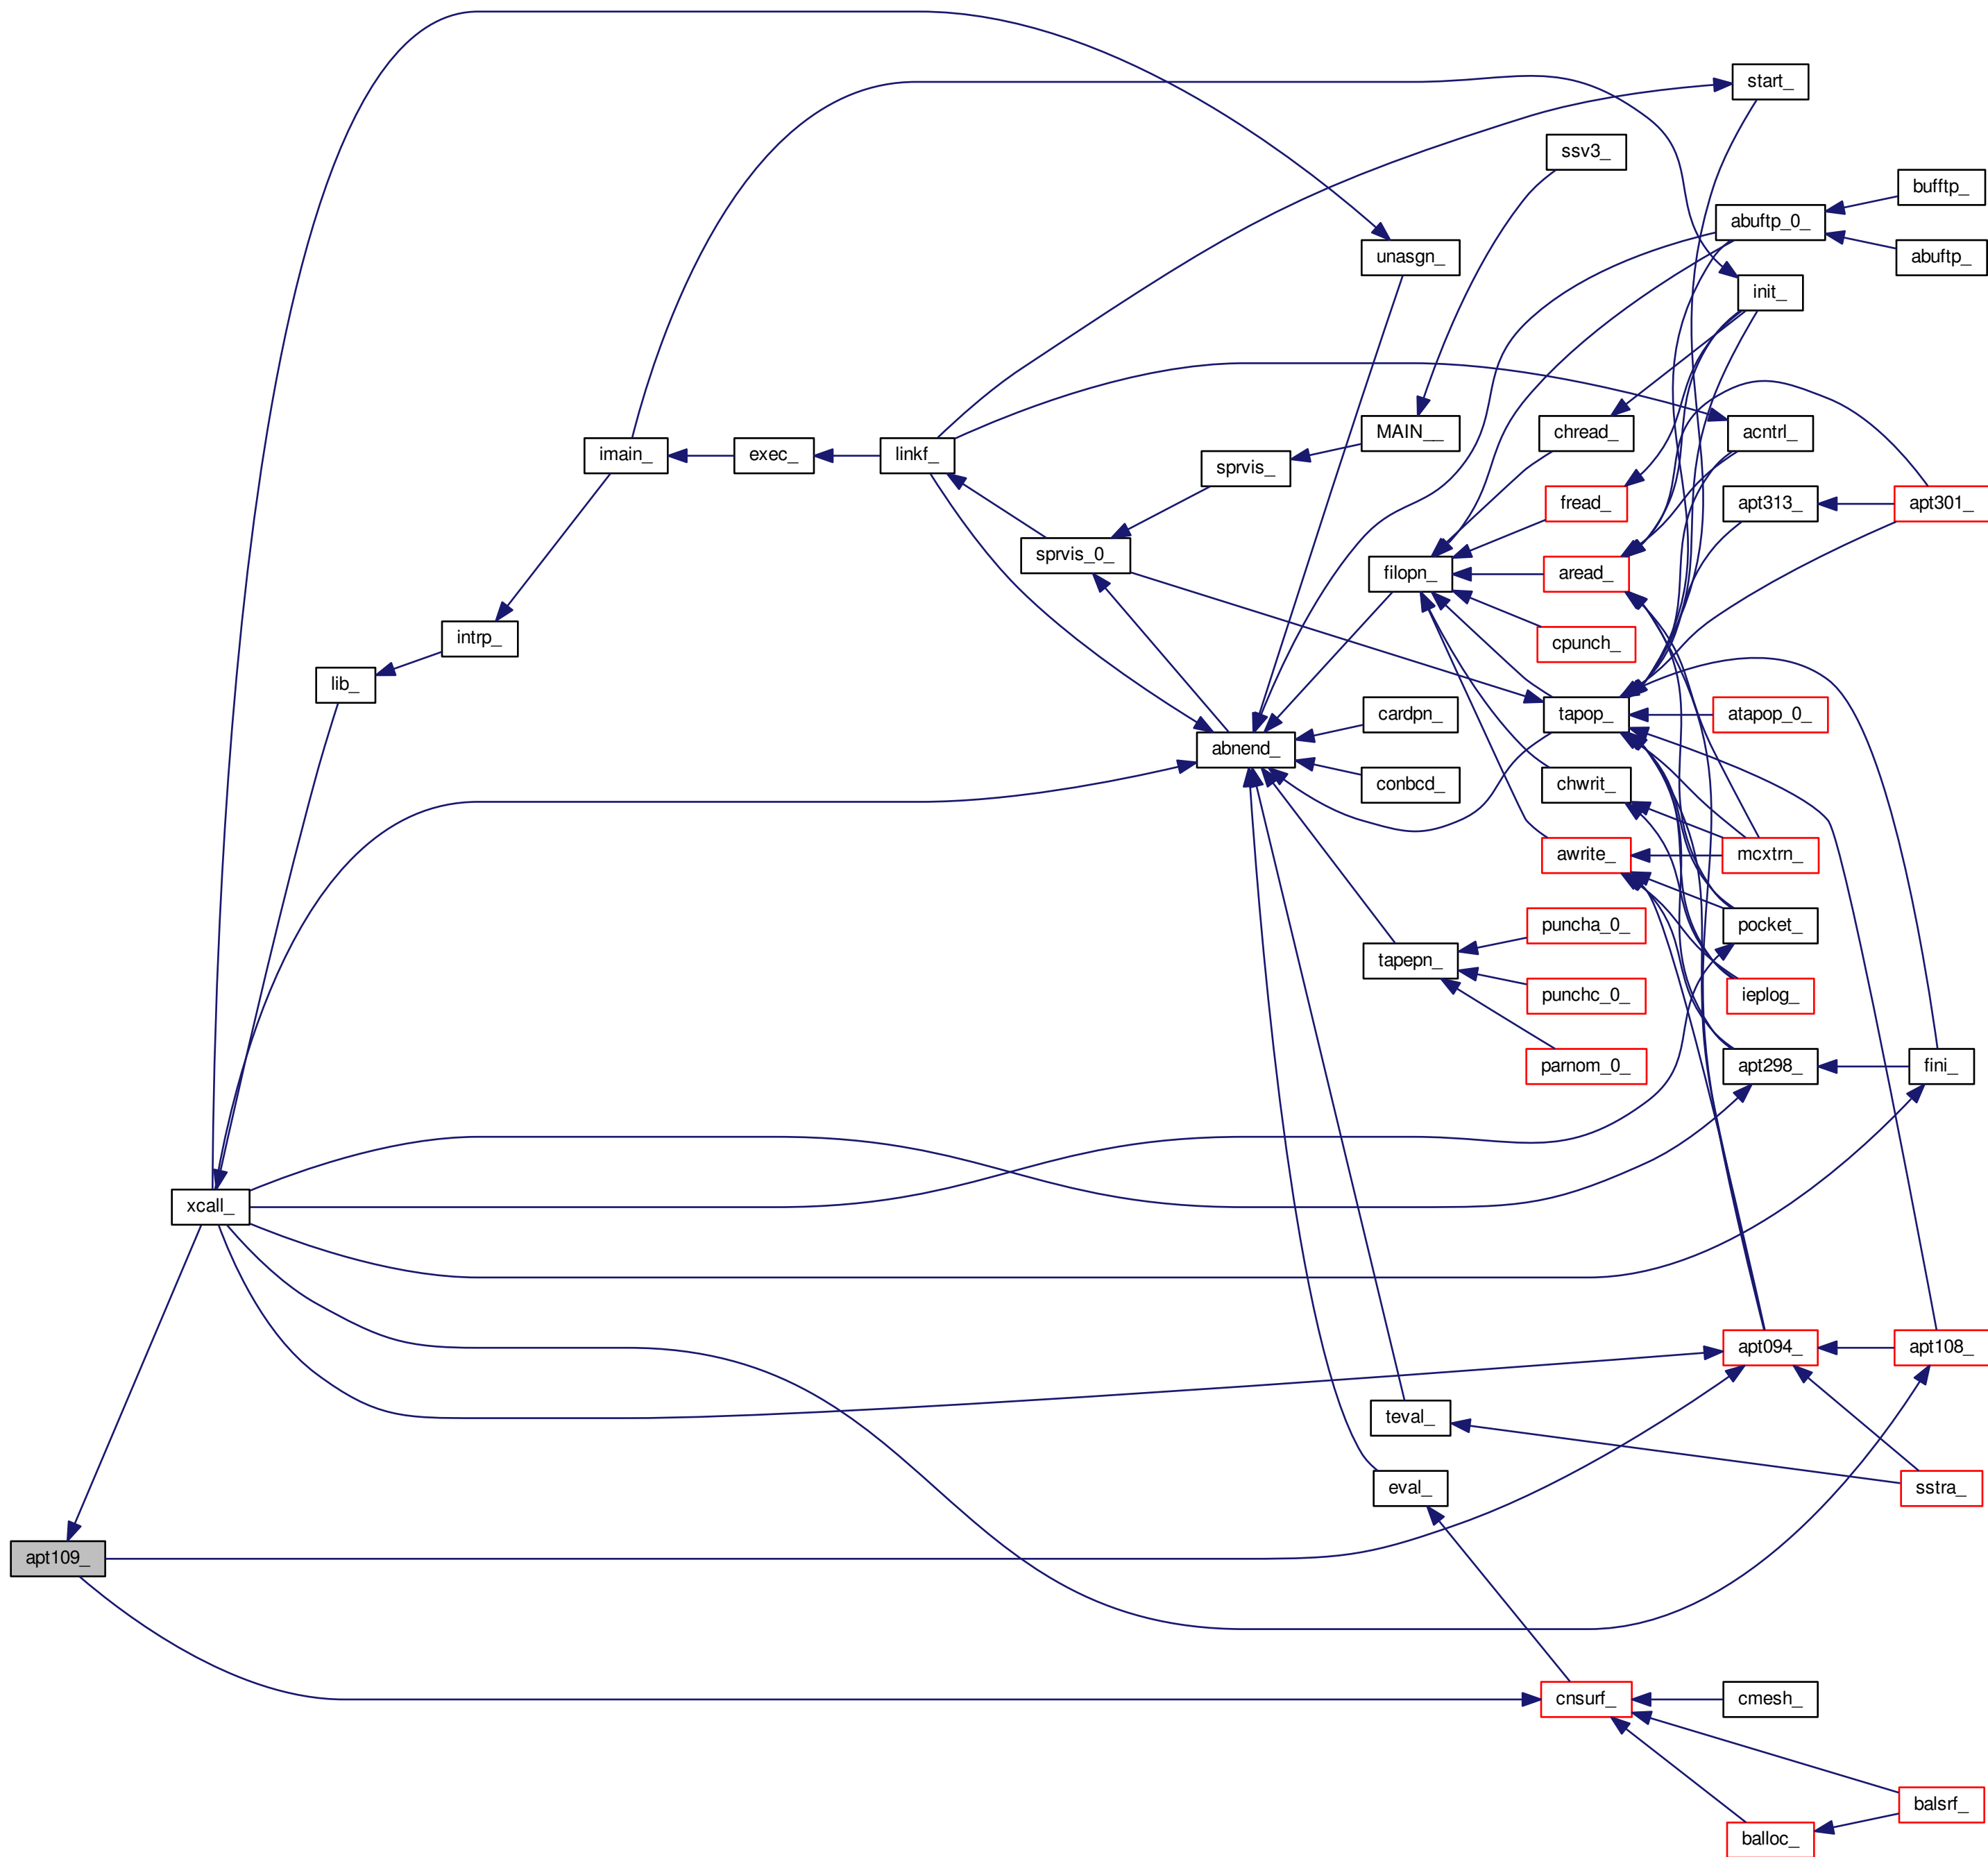 start_
ssv3_
bufftp_
abuftp_0_
unasgn_
abuftp_
init_
MAIN__
chread_
acntrl_
imain_
exec_
linkf_
sprvis_
fread_
apt313_
apt301_
sprvis_0_
filopn_
aread_
intrp_
cpunch_
lib_
cardpn_
tapop_
atapop_0_
abnend_
conbcd_
chwrit_
awrite_
mcxtrn_
puncha_0_
pocket_
tapepn_
punchc_0_
ieplog_
parnom_0_
apt298_
fini_
xcall_
apt094_
apt108_
teval_
eval_
sstra_
apt109_
cnsurf_
cmesh_
balsrf_
balloc_